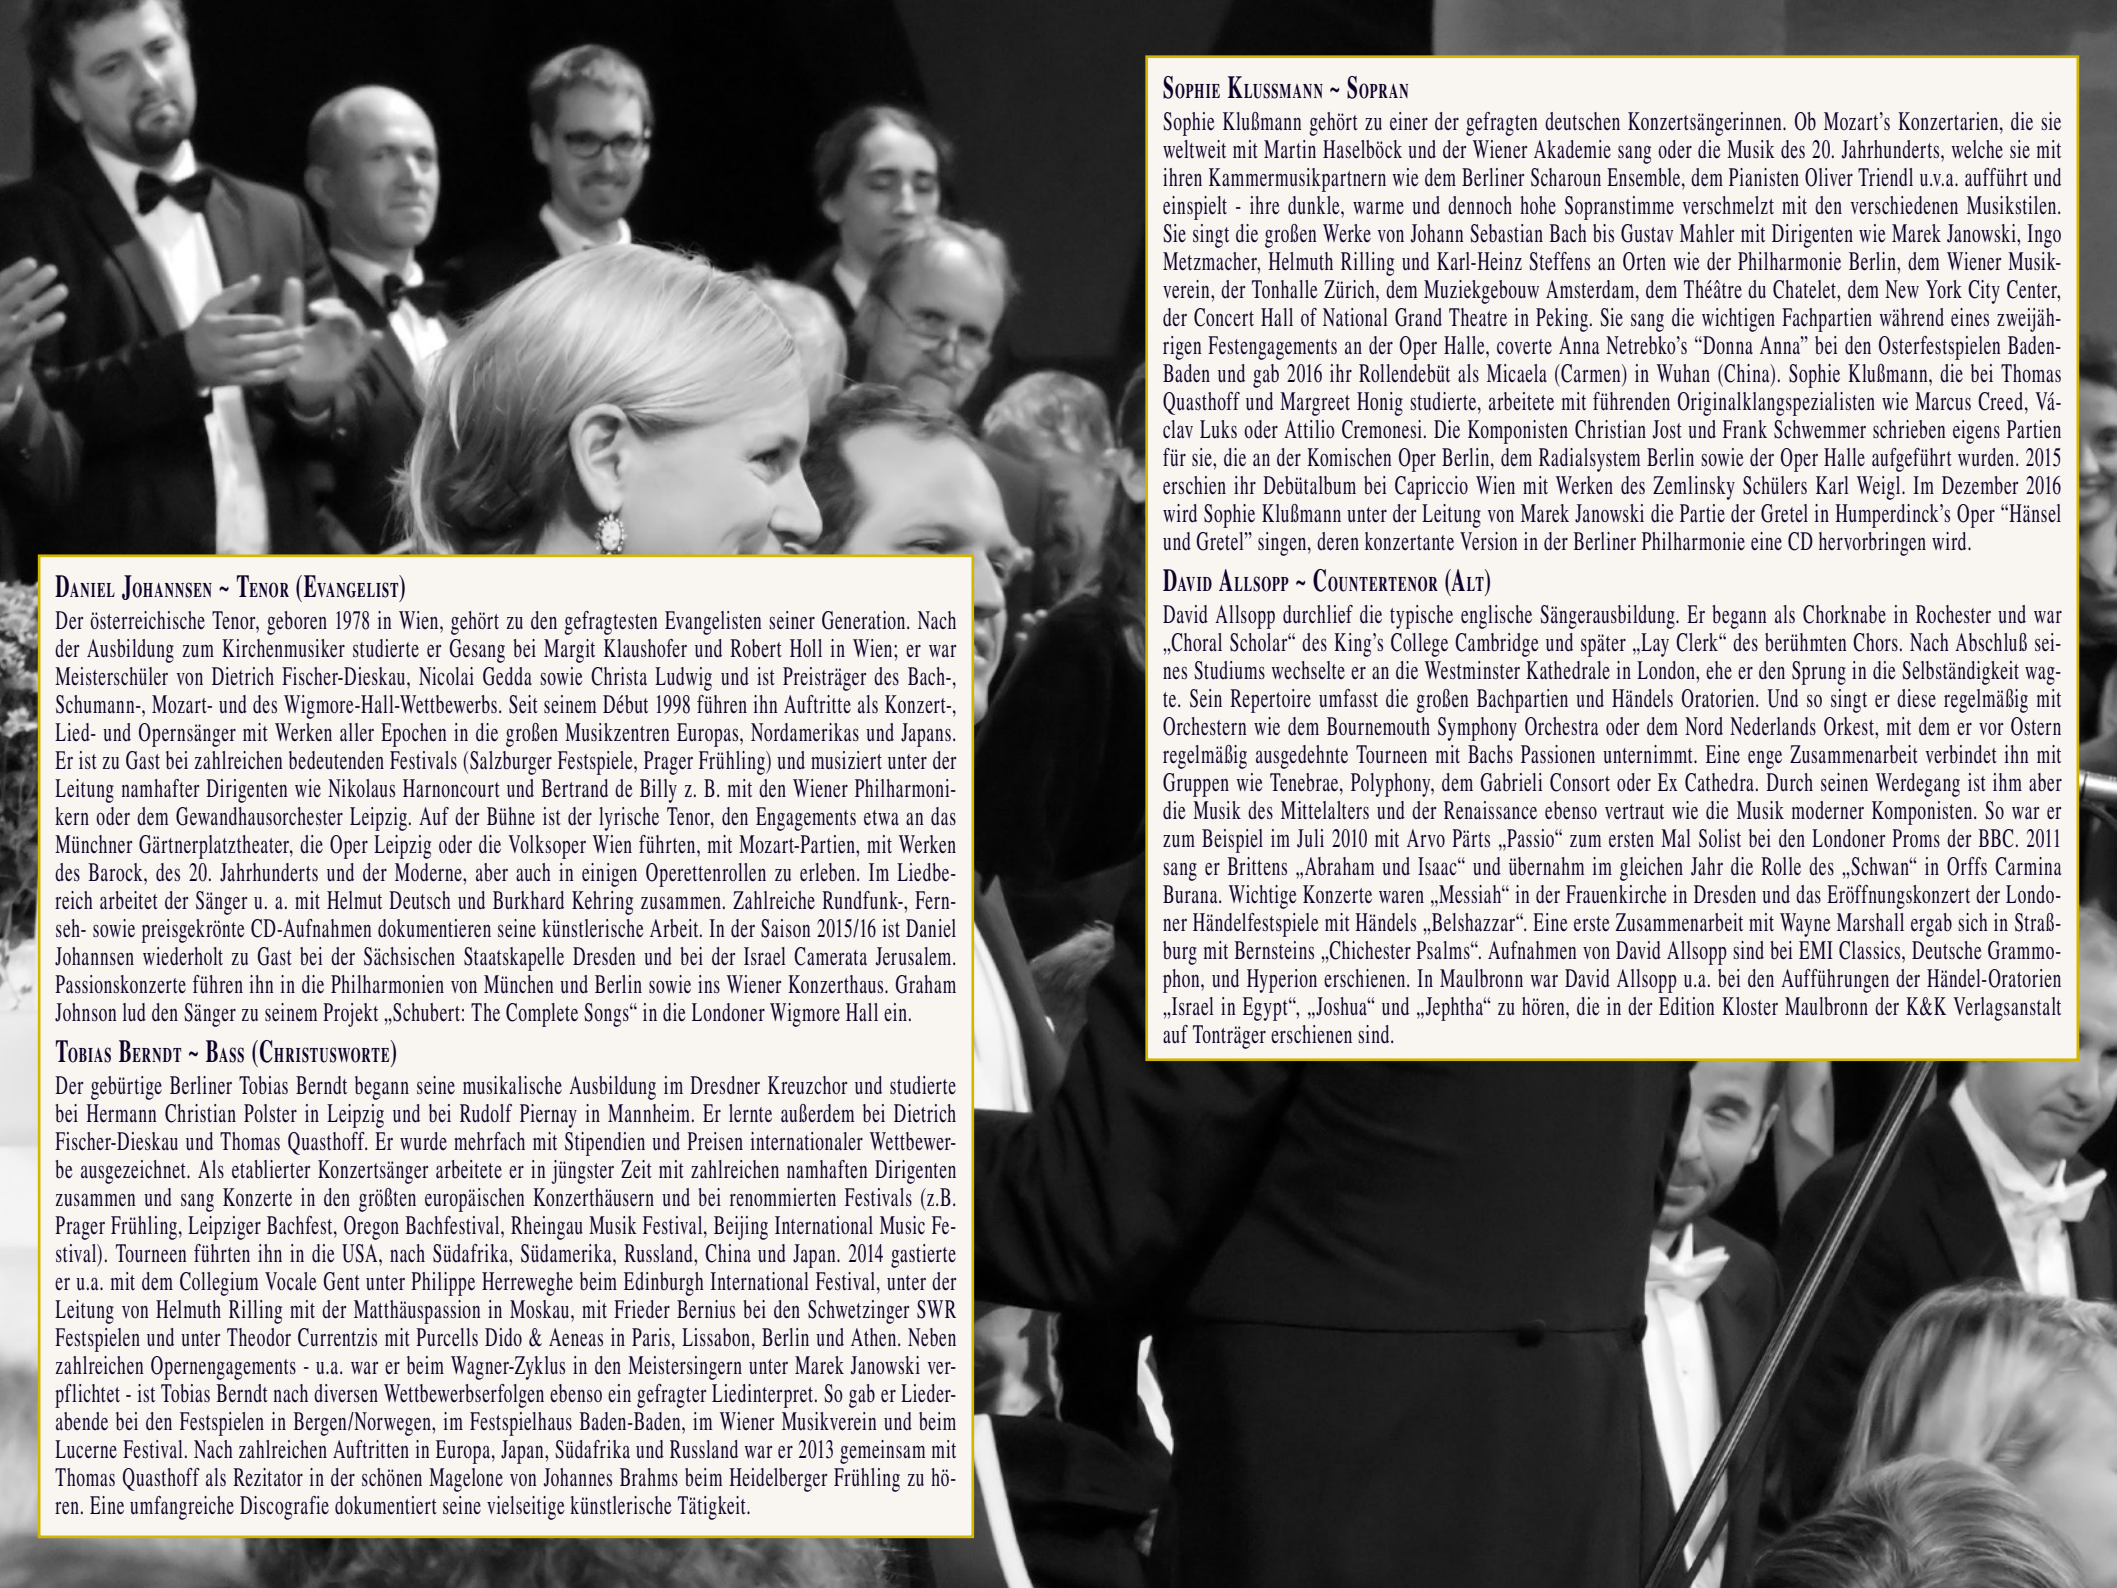 DANIEL JOHANNSEN ~ TENOR (EVANGELIST)
Der österreichische Tenor, geboren 1978 in Wien, gehört zu den gefragtesten Evangelisten seiner Generation. Nach
der Ausbildung zum Kirchenmusiker studierte er Gesang bei Margit Klaushofer und Robert Holl in Wien; er war
Meisterschüler von Dietrich Fischer-Dieskau, Nicolai Gedda sowie Christa Ludwig und ist Preisträger des Bach-,
Schumann-, Mozart- und des Wigmore-Hall-Wettbewerbs. Seit seinem Début 1998 führen ihn Auftritte als Konzert-,
Lied- und Opernsänger mit Werken aller Epochen in die großen Musikzentren Europas, Nordamerikas und Japans.
Er ist zu Gast bei zahlreichen bedeutenden Festivals (Salzburger Festspiele, Prager Frühling) und musiziert unter der
Leitung namhafter Dirigenten wie Nikolaus Harnoncourt und Bertrand de Billy z. B. mit den Wiener Philharmoni-
kern oder dem Gewandhausorchester Leipzig. Auf der Bühne ist der lyrische Tenor, den Engagements etwa an das
Münchner Gärtnerplatztheater, die Oper Leipzig oder die Volksoper Wien führten, mit Mozart-Partien, mit Werken
des Barock, des 20. Jahrhunderts und der Moderne, aber auch in einigen Operettenrollen zu erleben. Im Liedbe-
reich arbeitet der Sänger u. a. mit Helmut Deutsch und Burkhard Kehring zusammen. Zahlreiche Rundfunk-, Fern-
seh- sowie preisgekrönte CD-Aufnahmen dokumentieren seine künstlerische Arbeit. In der Saison 2015/16 ist Daniel
Johannsen wiederholt zu Gast bei der Sächsischen Staatskapelle Dresden und bei der Israel Camerata Jerusalem.
Passionskonzerte führen ihn in die Philharmonien von München und Berlin sowie ins Wiener Konzerthaus. Graham
Johnson lud den Sänger zu seinem Projekt „Schubert: The Complete Songs“ in die Londoner Wigmore Hall ein.
TOBIAS BERNDT ~ BASS (CHRISTUSWORTE)
Der gebürtige Berliner Tobias Berndt begann seine musikalische Ausbildung im Dresdner Kreuzchor und studierte
bei Hermann Christian Polster in Leipzig und bei Rudolf Piernay in Mannheim. Er lernte außerdem bei Dietrich
Fischer-Dieskau und Thomas Quasthoff. Er wurde mehrfach mit Stipendien und Preisen internationaler Wettbewer-
be ausgezeichnet. Als etablierter Konzertsänger arbeitete er in jüngster Zeit mit zahlreichen namhaften Dirigenten
zusammen und sang Konzerte in den größten europäischen Konzerthäusern und bei renommierten Festivals (z.B.
Prager Frühling, Leipziger Bachfest, Oregon Bachfestival, Rheingau Musik Festival, Beijing International Music Fe-
stival). Tourneen führten ihn in die USA, nach Südafrika, Südamerika, Russland, China und Japan. 2014 gastierte
er u.a. mit dem Collegium Vocale Gent unter Philippe Herreweghe beim Edinburgh International Festival, unter der
Leitung von Helmuth Rilling mit der Matthäuspassion in Moskau, mit Frieder Bernius bei den Schwetzinger SWR
Festspielen und unter Theodor Currentzis mit Purcells Dido & Aeneas in Paris, Lissabon, Berlin und Athen. Neben
zahlreichen Opernengagements - u.a. war er beim Wagner-Zyklus in den Meistersingern unter Marek Janowski ver-
pflichtet - ist Tobias Berndt nach diversen Wettbewerbserfolgen ebenso ein gefragter Liedinterpret. So gab er Lieder-
abende bei den Festspielen in Bergen/Norwegen, im Festspielhaus Baden-Baden, im Wiener Musikverein und beim
Lucerne Festival. Nach zahlreichen Auftritten in Europa, Japan, Südafrika und Russland war er 2013 gemeinsam mit
Thomas Quasthoff als Rezitator in der schönen Magelone von Johannes Brahms beim Heidelberger Frühling zu hö-
ren. Eine umfangreiche Discografie dokumentiert seine vielseitige künstlerische Tätigkeit.
SOPHIE KLUSSMANN ~ SOPRAN
Sophie Klußmann gehört zu einer der gefragten deutschen Konzertsängerinnen. Ob Mozart’s Konzertarien, die sie
weltweit mit Martin Haselböck und der Wiener Akademie sang oder die Musik des 20. Jahrhunderts, welche sie mit
ihren Kammermusikpartnern wie dem Berliner Scharoun Ensemble, dem Pianisten Oliver Triendl u.v.a. aufführt und
einspielt - ihre dunkle, warme und dennoch hohe Sopranstimme verschmelzt mit den verschiedenen Musikstilen.
Sie singt die großen Werke von Johann Sebastian Bach bis Gustav Mahler mit Dirigenten wie Marek Janowski, Ingo
Metzmacher, Helmuth Rilling und Karl-Heinz Steffens an Orten wie der Philharmonie Berlin, dem Wiener Musik-
verein, der Tonhalle Zürich, dem Muziekgebouw Amsterdam, dem Théâtre du Chatelet, dem New York City Center,
der Concert Hall of National Grand Theatre in Peking. Sie sang die wichtigen Fachpartien während eines zweijäh-
rigen Festengagements an der Oper Halle, coverte Anna Netrebko’s “Donna Anna” bei den Osterfestspielen Baden-
Baden und gab 2016 ihr Rollendebüt als Micaela (Carmen) in Wuhan (China). Sophie Klußmann, die bei Thomas
Quasthoff und Margreet Honig studierte, arbeitete mit führenden Originalklangspezialisten wie Marcus Creed, Vá-
clav Luks oder Attilio Cremonesi. Die Komponisten Christian Jost und Frank Schwemmer schrieben eigens Partien
für sie, die an der Komischen Oper Berlin, dem Radialsystem Berlin sowie der Oper Halle aufgeführt wurden. 2015
erschien ihr Debütalbum bei Capriccio Wien mit Werken des Zemlinsky Schülers Karl Weigl. Im Dezember 2016
wird Sophie Klußmann unter der Leitung von Marek Janowski die Partie der Gretel in Humperdinck’s Oper “Hänsel
und Gretel” singen, deren konzertante Version in der Berliner Philharmonie eine CD hervorbringen wird.
DAVID ALLSOPP ~ COUNTERTENOR (ALT)
David Allsopp durchlief die typische englische Sängerausbildung. Er begann als Chorknabe in Rochester und war
„Choral Scholar“ des King’s College Cambridge und später „Lay Clerk“ des berühmten Chors. Nach Abschluß sei-
nes Studiums wechselte er an die Westminster Kathedrale in London, ehe er den Sprung in die Selbständigkeit wag-
te. Sein Repertoire umfasst die großen Bachpartien und Händels Oratorien. Und so singt er diese regelmäßig mit
Orchestern wie dem Bournemouth Symphony Orchestra oder dem Nord Nederlands Orkest, mit dem er vor Ostern
regelmäßig ausgedehnte Tourneen mit Bachs Passionen unternimmt. Eine enge Zusammenarbeit verbindet ihn mit
Gruppen wie Tenebrae, Polyphony, dem Gabrieli Consort oder Ex Cathedra. Durch seinen Werdegang ist ihm aber
die Musik des Mittelalters und der Renaissance ebenso vertraut wie die Musik moderner Komponisten. So war er
zum Beispiel im Juli 2010 mit Arvo Pärts „Passio“ zum ersten Mal Solist bei den Londoner Proms der BBC. 2011
sang er Brittens „Abraham und Isaac“ und übernahm im gleichen Jahr die Rolle des „Schwan“ in Orffs Carmina
Burana. Wichtige Konzerte waren „Messiah“ in der Frauenkirche in Dresden und das Eröffnungskonzert der Londo-
ner Händelfestspiele mit Händels „Belshazzar“. Eine erste Zusammenarbeit mit Wayne Marshall ergab sich in Straß-
burg mit Bernsteins „Chichester Psalms“. Aufnahmen von David Allsopp sind bei EMI Classics, Deutsche Grammo-
phon, und Hyperion erschienen. In Maulbronn war David Allsopp u.a. bei den Aufführungen der Händel-Oratorien
„Israel in Egypt“, „Joshua“ und „Jephtha“ zu hören, die in der Edition Kloster Maulbronn der K&K Verlagsanstalt
auf Tonträger erschienen sind.